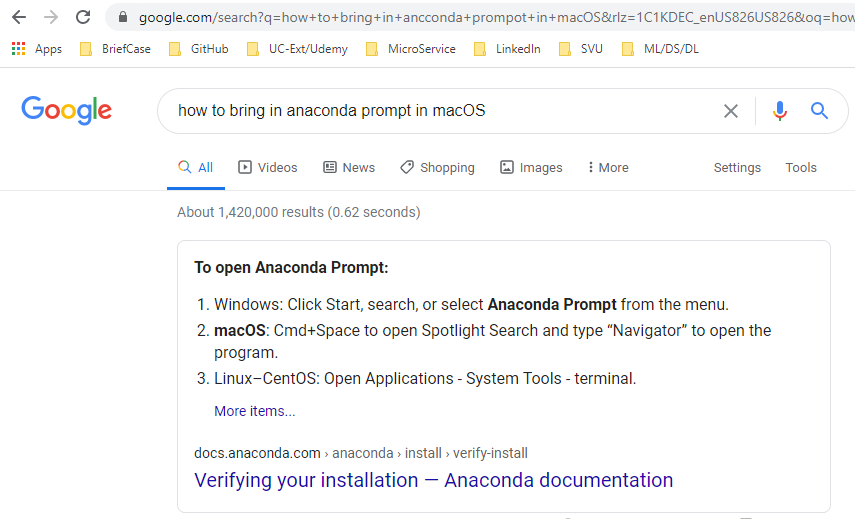 google.com/search?q=how+to+bring+in+ancconda+prompot+in+macOS&rlz=1C1KDEC_enUS826US826&oq=how
Apps BriefCase GitHub UC-Ext/Udemy MicroService LinkedIn SVU ML/DS/DL
Google how to bring in anaconda prompt in macOS
All Videos News Shopping Images More Settings Tools
About 1,420,000 results (0.62 seconds)
To open Anaconda Prompt:
1. Windows: Click Start, search, or select Anaconda Prompt from the menu.
2. macOS: Cmd+Space to open Spotlight Search and type “Navigator” to open the
program.
3. Linux–CentOS: Open Applications - System Tools - terminal.
More items...
docs.anaconda.com › anaconda › install › verify-install
Verifying your installation — Anaconda documentation